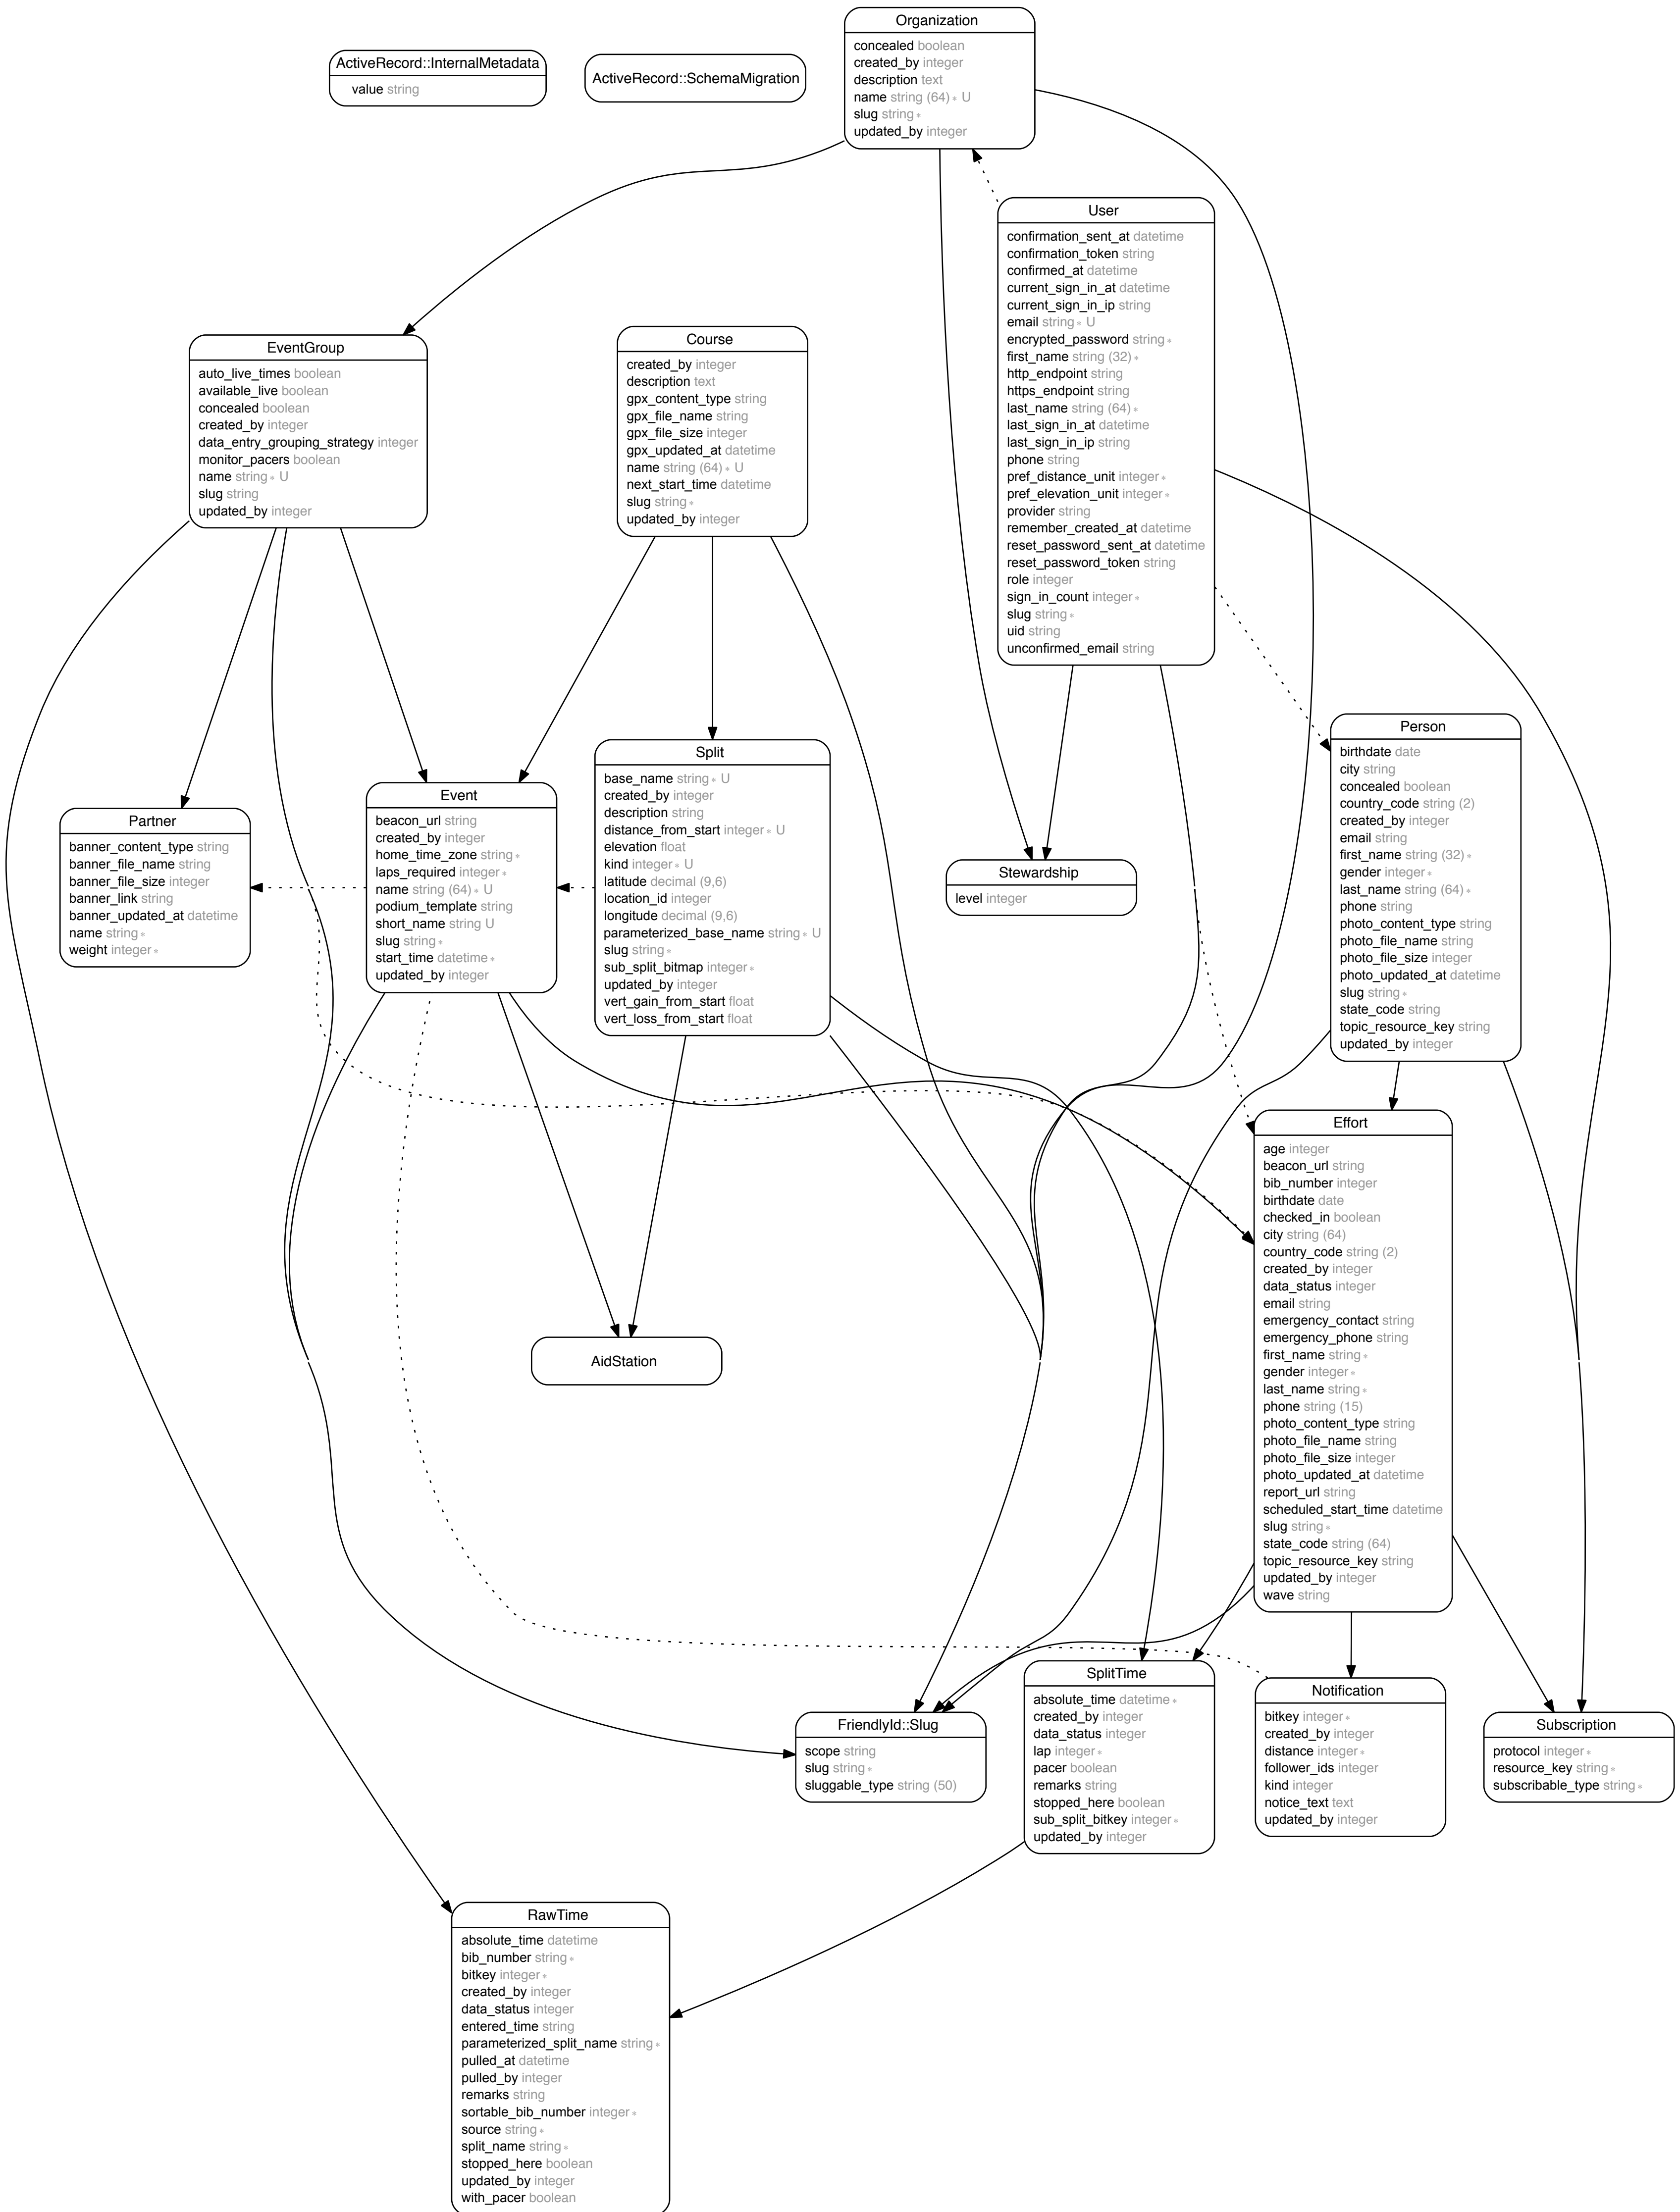 Organization
concealed boolean
created_by integer
description text
name string (64) * U
slug string *
updated_by integer
ActiveRecord::InternalMetadata
value string
ActiveRecord::SchemaMigration
User
confirmation_sent_at datetime
confirmation_token string
confirmed_at datetime
current_sign_in_at datetime
current_sign_in_ip string
email string * U
encrypted_password string *
first_name string (32) *
http_endpoint string
https_endpoint string
last_name string (64) *
last_sign_in_at datetime
last_sign_in_ip string
phone string
pref_distance_unit integer *
pref_elevation_unit integer *
provider string
remember_created_at datetime
reset_password_sent_at datetime
reset_password_token string
role integer
sign_in_count integer *
slug string *
uid string
unconfirmed_email string
EventGroup
auto_live_times boolean
available_live boolean
concealed boolean
created_by integer
data_entry_grouping_strategy integer
monitor_pacers boolean
name string * U
slug string
updated_by integer
Course
created_by integer
description text
gpx_content_type string
gpx_file_name string
gpx_file_size integer
gpx_updated_at datetime
name string (64) * U
next_start_time datetime
slug string *
updated_by integer
Person
birthdate date
city string
concealed boolean
country_code string (2)
created_by integer
email string
first_name string (32) *
gender integer *
last_name string (64) *
phone string
photo_content_type string
photo_file_name string
photo_file_size integer
photo_updated_at datetime
slug string *
state_code string
topic_resource_key string
updated_by integer
Split
base_name string * U
created_by integer
description string
distance_from_start integer * U
elevation float
kind integer * U
latitude decimal (9,6)
location_id integer
longitude decimal (9,6)
parameterized_base_name string * U
slug string *
sub_split_bitmap integer *
updated_by integer
vert_gain_from_start float
vert_loss_from_start float
Event
beacon_url string
created_by integer
home_time_zone string *
laps_required integer *
name string (64) * U
podium_template string
short_name string U
slug string *
start_time datetime *
updated_by integer
Partner
banner_content_type string
banner_file_name string
banner_file_size integer
banner_link string
banner_updated_at datetime
name string *
weight integer *
Stewardship
level integer
Effort
age integer
beacon_url string
bib_number integer
birthdate date
checked_in boolean
city string (64)
country_code string (2)
created_by integer
data_status integer
email string
emergency_contact string
emergency_phone string
first_name string *
gender integer *
last_name string *
phone string (15)
photo_content_type string
photo_file_name string
photo_file_size integer
photo_updated_at datetime
report_url string
scheduled_start_time datetime
slug string *
state_code string (64)
topic_resource_key string
updated_by integer
wave string
AidStation
SplitTime
absolute_time datetime *
created_by integer
data_status integer
lap integer *
pacer boolean
remarks string
stopped_here boolean
sub_split_bitkey integer *
updated_by integer
Notification
bitkey integer *
created_by integer
distance integer *
follower_ids integer
kind integer
notice_text text
updated_by integer
FriendlyId::Slug
scope string
slug string *
sluggable_type string (50)
Subscription
protocol integer *
resource_key string *
subscribable_type string *
RawTime
absolute_time datetime
bib_number string *
bitkey integer *
created_by integer
data_status integer
entered_time string
parameterized_split_name string *
pulled_at datetime
pulled_by integer
remarks string
sortable_bib_number integer *
source string *
split_name string *
stopped_here boolean
updated_by integer
with_pacer boolean